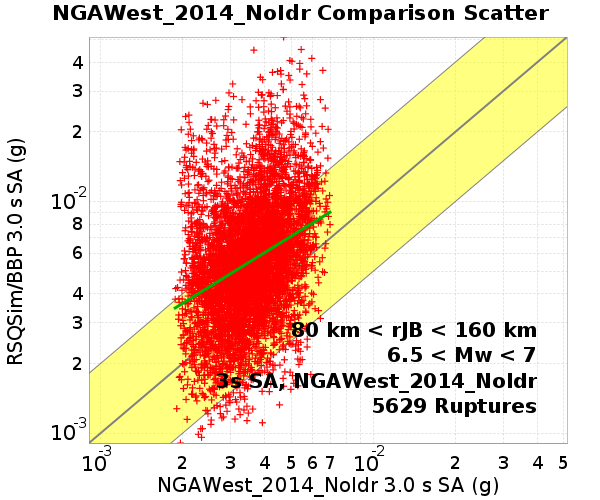 NGAWest_2014_NoIdr Comparison Scatter
RSQSim/BBP 3.0 s SA (g)
4
3
2
10-2
8
6
4
3
2
10-3
80 km < rJB < 160 km
6.5 < Mw < 7
3s SA, NGAWest_2014_NoIdr
5629 Ruptures
10-3 2 3 4 5 6 7 10-2 2 3 4 5
NGAWest_2014_NoIdr 3.0 s SA (g)